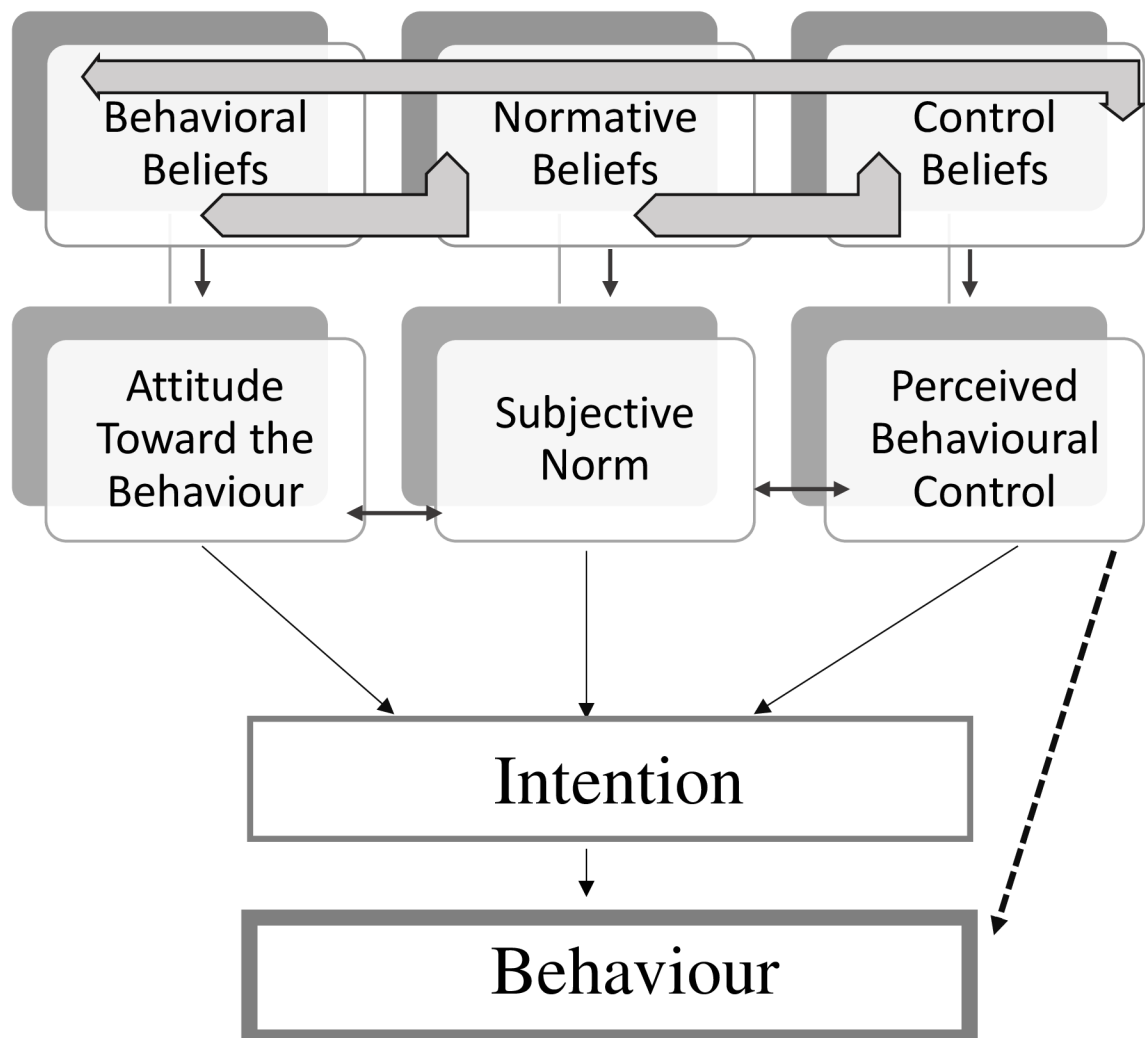 Behavioral
Beliefs
Normative
Beliefs
Control
Beliefs
Attitude
Toward the
Behaviour
Subjective
Norm
Perceived
Behavioural
Control
Intention
Behaviour